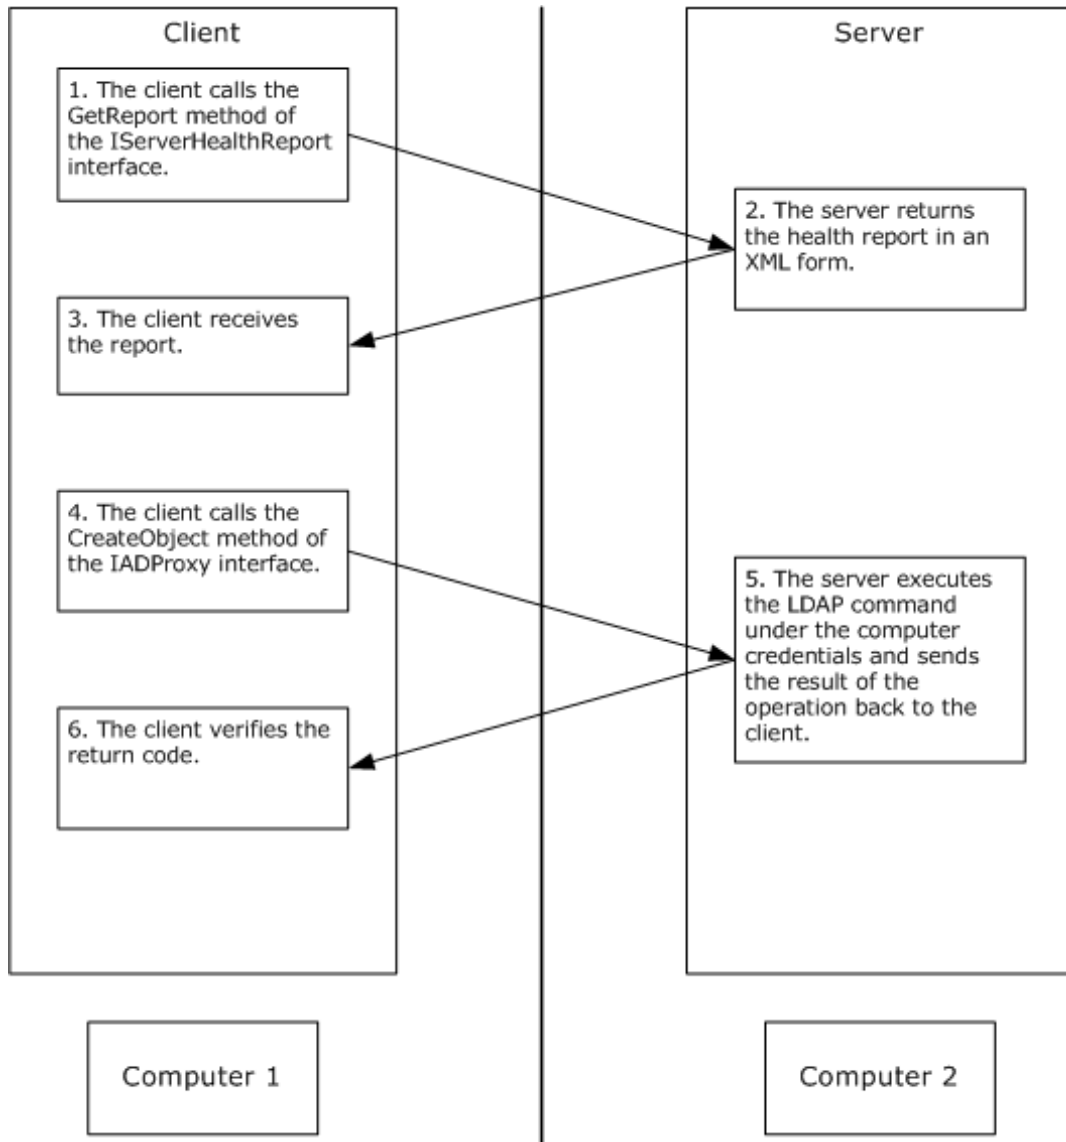 Client
1. The client calls the
GetReport method of
the IServerHealthReport
interface.
3. The client receives
the report.
4. The client calls the
CreateObject method of
the IADProxy interface.
6. The client verifies the
return code.
Computer 1
Server
2. The server returns
the health report in an
XML form.
5. The server executes
the LDAP command
under the computer
credentials and sends
the result of the
operation back to the
client.
Computer 2